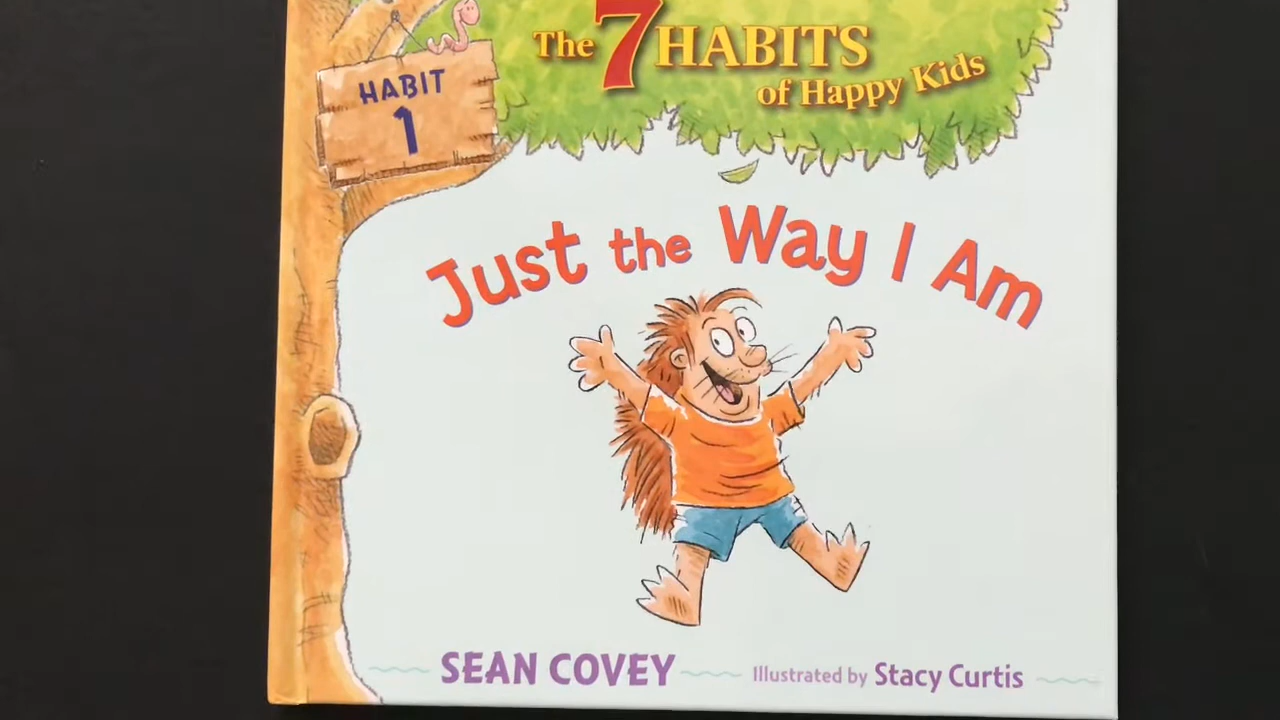 The 7 HABITS
of Happy Kids
HABIT
1
Just the Way I Am
SEAN COVEY
Illustrated by Stacy Curtis